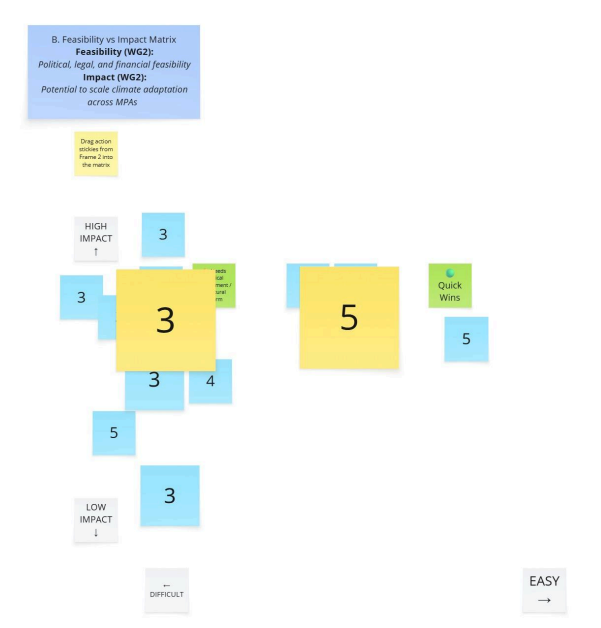 B. Feasibility vs Impact Matrix
Feasibility (WG2):
Political, legal, and financial feasibility
Impact (WG2):
Potential to scale climate adaptation
across MPAs
Drag action
stickies from
Frame 2 into
the matrix
HIGH
IMPACT
↑
3
3
3
5
Quick
Wins
5
3
4
5
3
LOW
IMPACT
↓
←
DIFFICULT
EASY
→